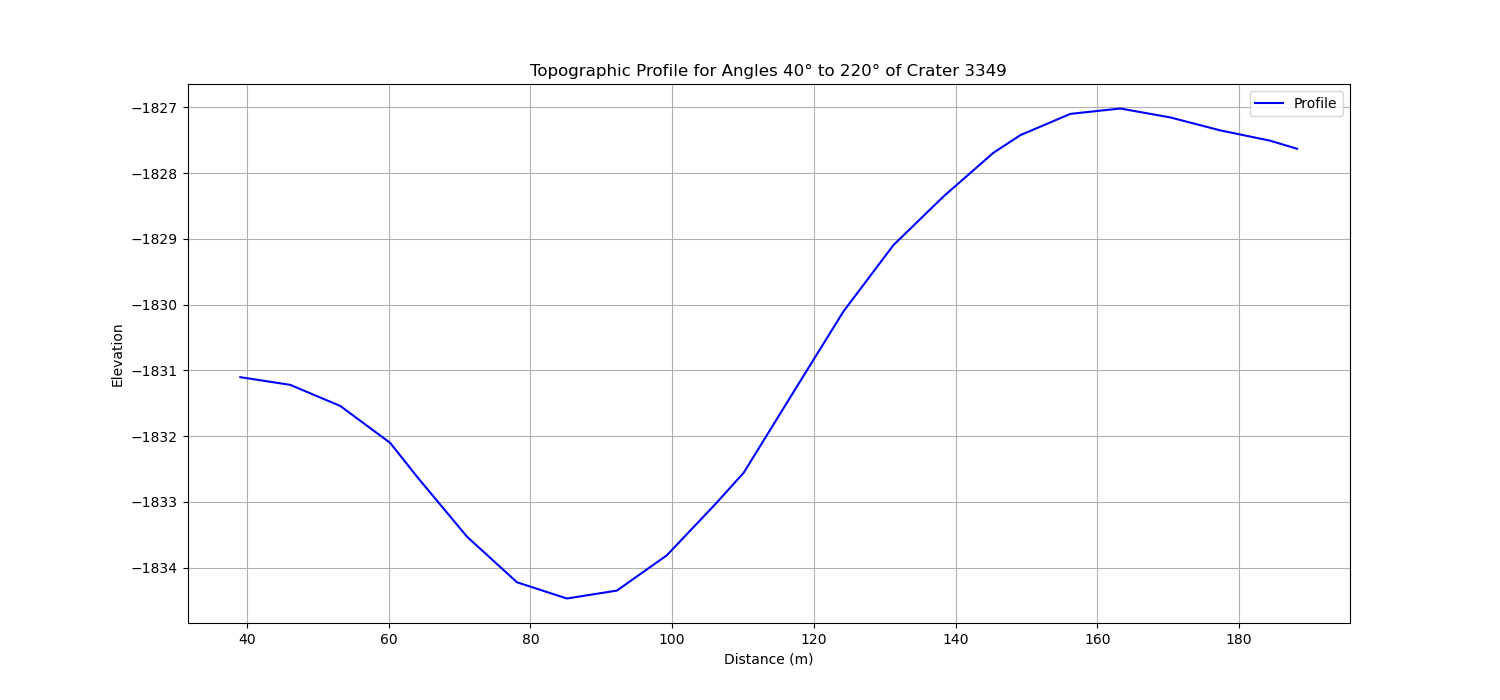 Topographic Profile for Angles 40° to 220° of Crater 3349
Profile
Elevation
−1827
−1828
−1829
−1830
−1831
−1832
−1833
−1834
40 60 80 100 120 140 160 180
Distance (m)